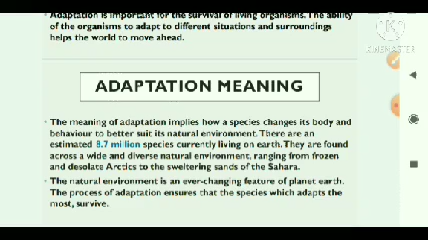 Adaptation is important for the survival of living organisms. The ability
of the organisms to adapt to different situations and surroundings
helps the world to move ahead.
KINEMASTER
ADAPTATION MEANING
• The meaning of adaptation implies how a species changes its body and
behaviour to better suit its natural environment. There are an
estimated 8.7 million species currently living on earth. They are found
across a wide and diverse natural environment, ranging from frozen
and desolate Arctics to the sweltering sands of the Sahara.
• The natural environment is an ever-changing feature of planet earth.
The process of adaptation ensures that the species which adapts the
most, survive.